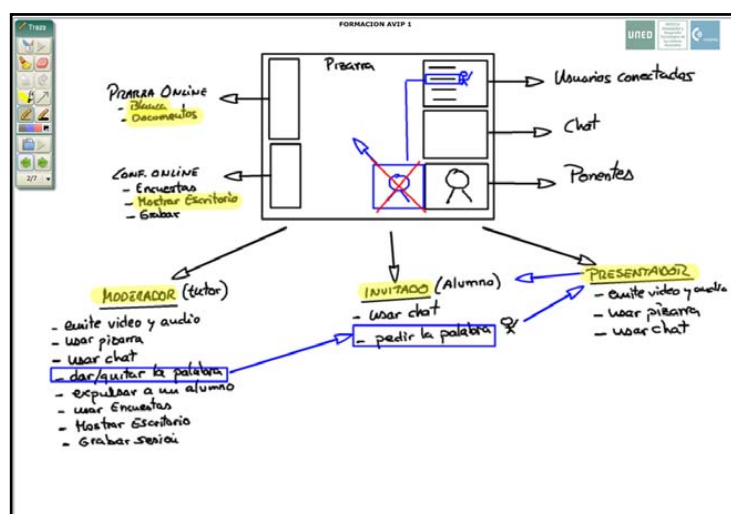 Trazo
FORMACION AVIP 1
UNED
Pizarra
PIZARRA ONLINE
- Blanca
- Documentos
CONF. ONLINE
- Encuestas
- Mostrar Escritorio
- Grabar
Usuarios conectados
Chat
Ponentes
2/7
MODERADOR (tutor)
- emite video y audio
- usar pizarra
- usar chat
- dar/quitar la palabra
- expulsar a un alumno
- usar Encuestas
- Mostrar Escritorio
- Grabar sesión
INVITADO (Alumno)
- usar chat
- pedir la palabra
PRESENTADOR
- emite video y audio
- usar pizarra
- usar chat